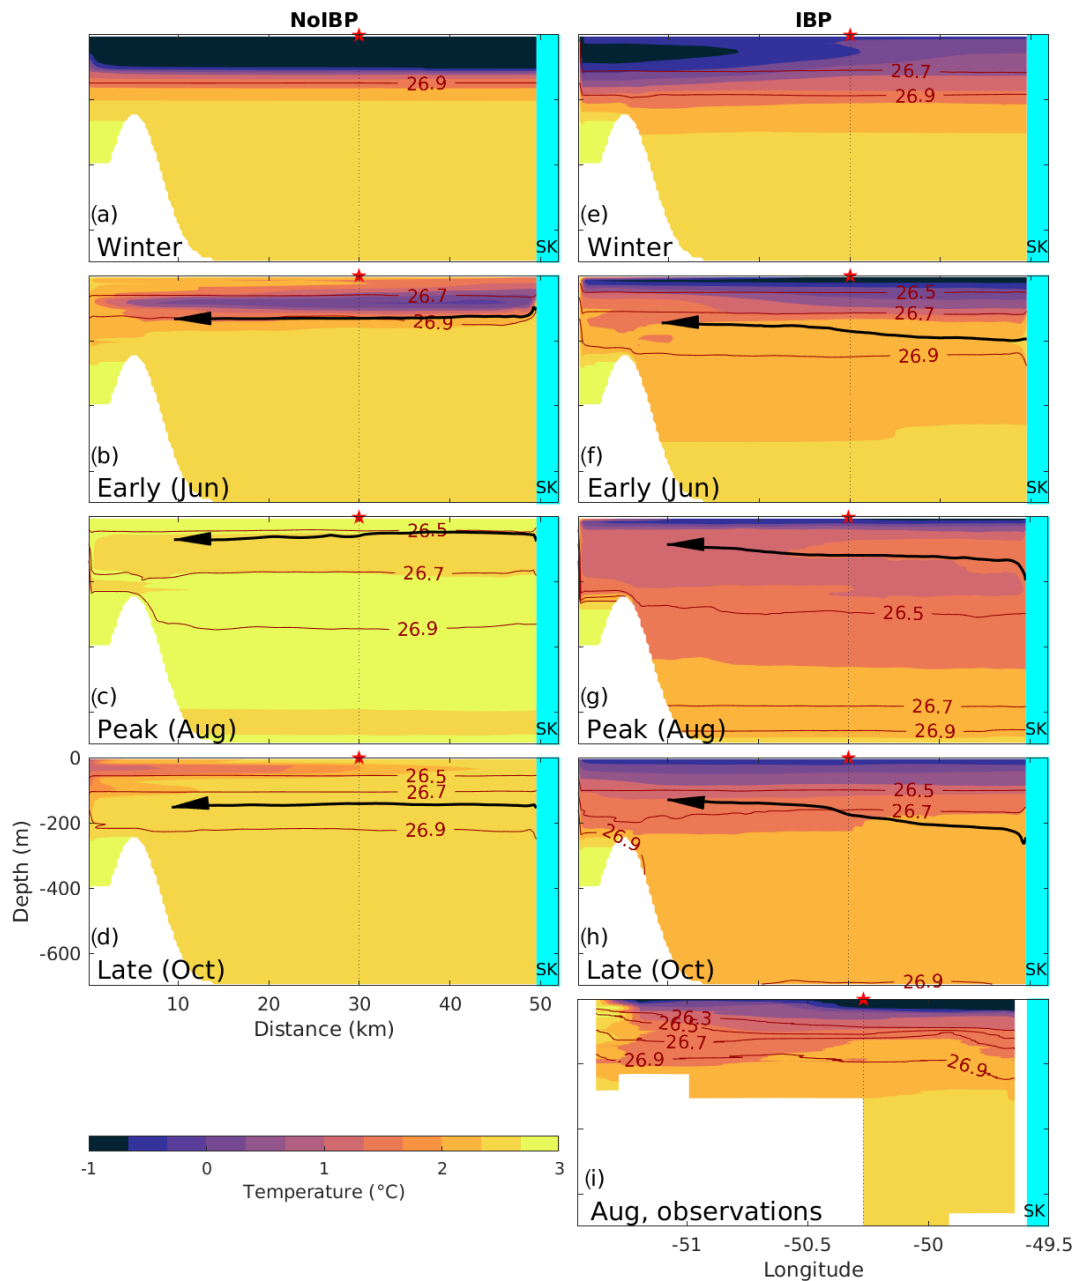 NoIBP
IBP
26.9
(a)
Winter
SK
26.7
26.9
(e)
Winter
SK
26.7
26.9
(b)
Early (Jun)
SK
26.5
26.7
26.9
(f)
Early (Jun)
SK
26.5
26.7
26.9
(c)
Peak (Aug)
SK
26.5
26.7
26.9
(g)
Peak (Aug)
SK
0
-200
-400
-600
Depth (m)
26.5
26.7
26.9
(d)
Late (Oct)
SK
10
20
30
40
50
Distance (km)
26.5
26.7
26.9
26.9
(h)
Late (Oct)
SK
26.3
26.5
26.7
26.9
26.9
(i)
Aug, observations
SK
-51
-50.5
-50
-49.5
Longitude
-1
0
1
2
3
Temperature (°C)